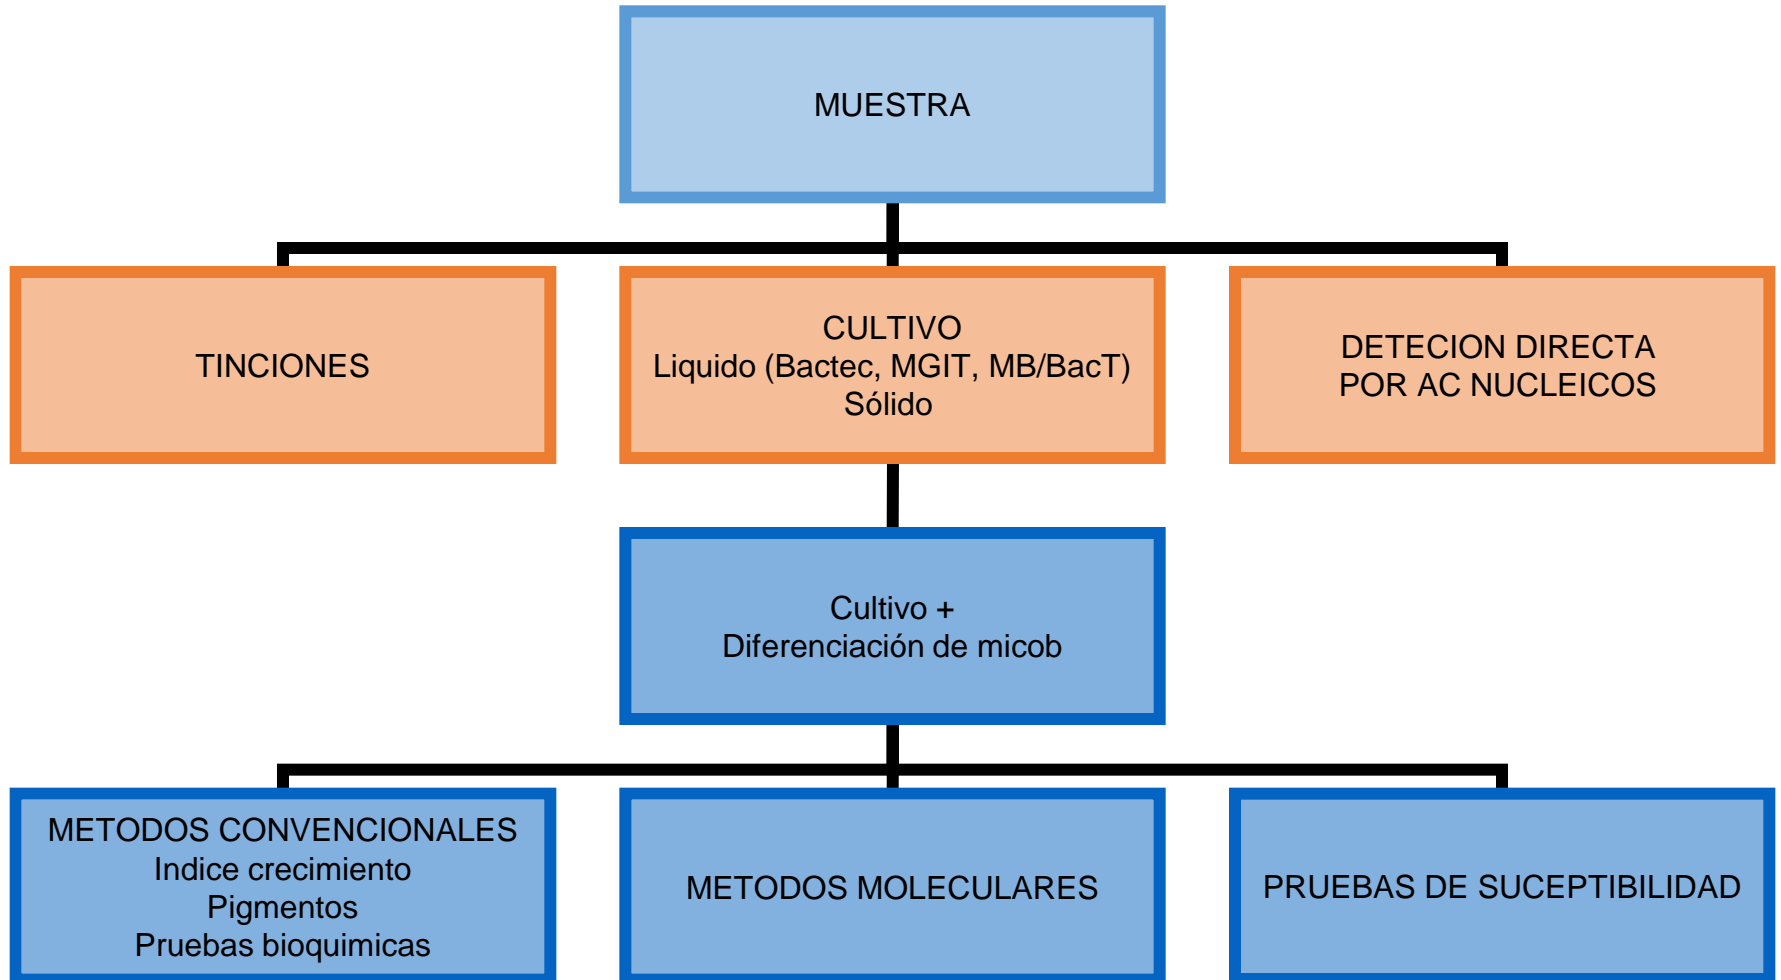 MUESTRA
TINCIONES
CULTIVO
Liquido (Bactec, MGIT, MB/BacT)
Sólido
DETECION DIRECTA
POR AC NUCLEICOS
Cultivo +
Diferenciación de micob
METODOS CONVENCIONALES
Indice crecimiento
Pigmentos
Pruebas bioquimicas
METODOS MOLECULARES
PRUEBAS DE SUCEPTIBILIDAD